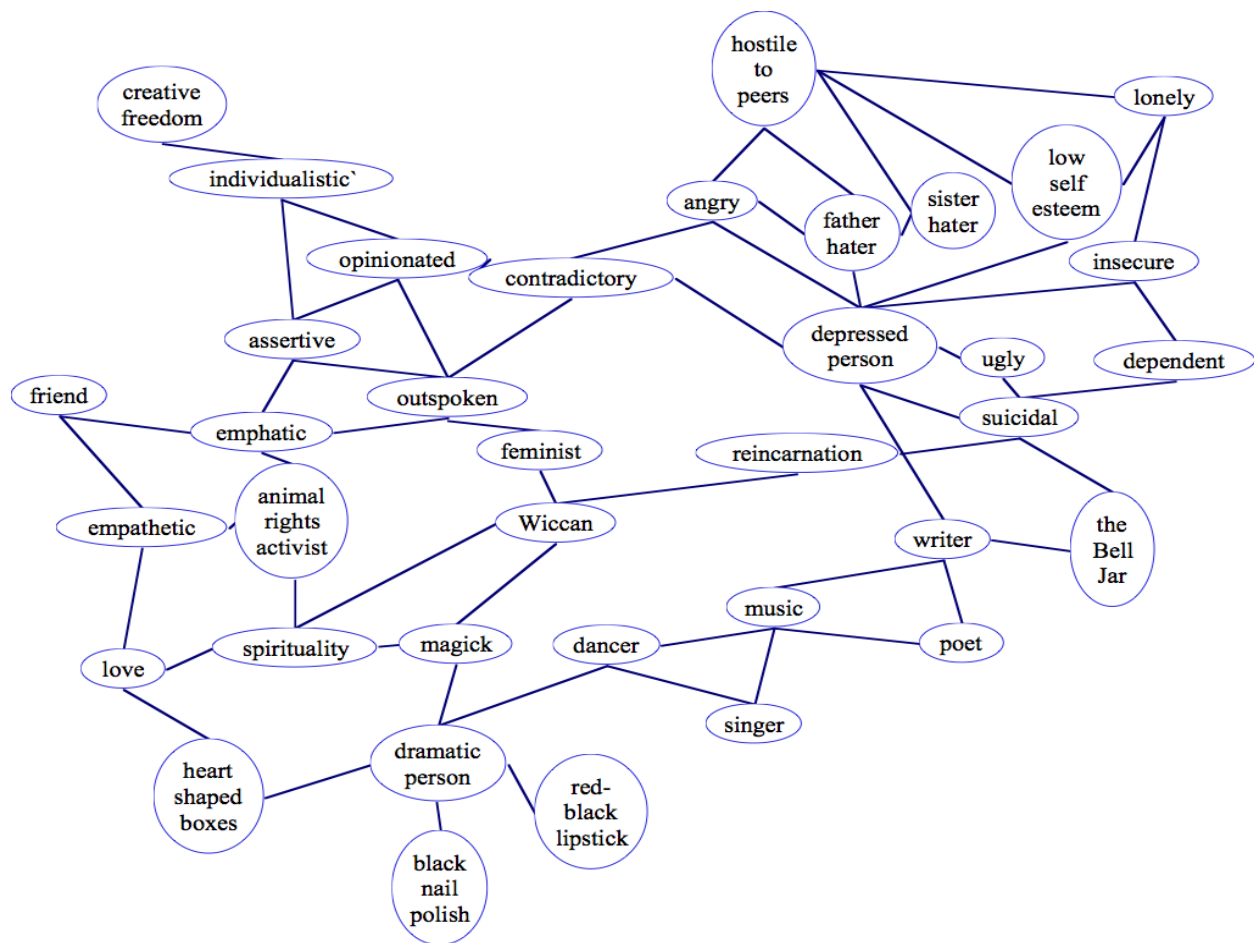 hostile
to
peers
creative
freedom
lonely
individualistic`
low
self
esteem
angry
father
hater
sister
hater
opinionated
contradictory
insecure
assertive
depressed
person
ugly
dependent
friend
outspoken
suicidal
emphatic
feminist
reincarnation
animal
rights
activist
empathetic
Wiccan
writer
the
Bell
Jar
music
spirituality
magick
dancer
poet
love
singer
dramatic
person
heart
shaped
boxes
red-
black
lipstick
black
nail
polish